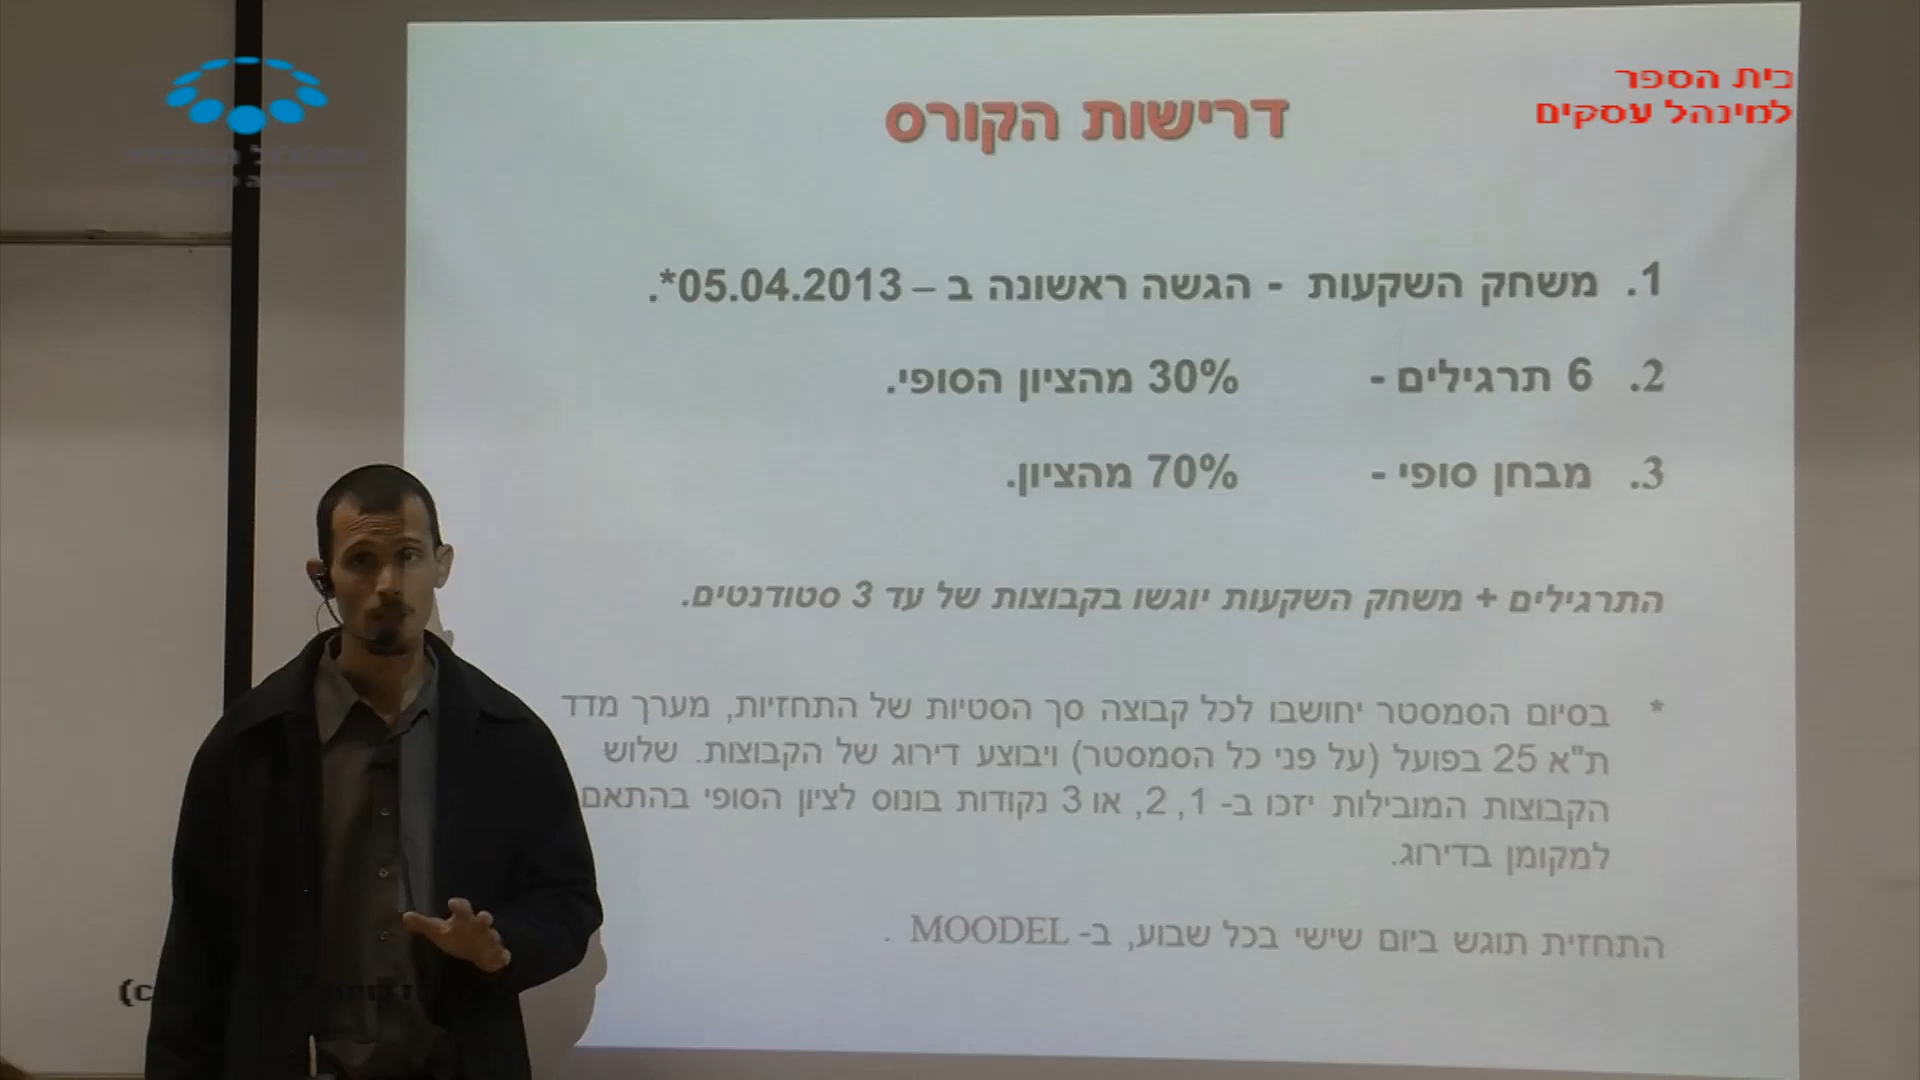 בית הספר
למינהל עסקים
דרישות הקורס
1. משחק השקעות - הגשה ראשונה ב – 05.04.2013*.
2. 6 תרגילים - 30% מהציון הסופי.
3. מבחן סופי - 70% מהציון.
התרגילים + משחק השקעות יוגשו בקבוצות של עד 3 סטודנטים.
* בסיום הסמסטר יחושבו לכל קבוצה סך הסטיות של התחזיות, מערך מדד
ת"א 25 בפועל (על פני כל הסמסטר) ויבוצע דירוג של הקבוצות. שלוש
הקבוצות המובילות יזכו ב- 1, 2, או 3 נקודות בונוס לציון הסופי בהתאם
למקומן בדירוג.
התחזית תוגש ביום שישי בכל שבוע, ב- MOODEL .